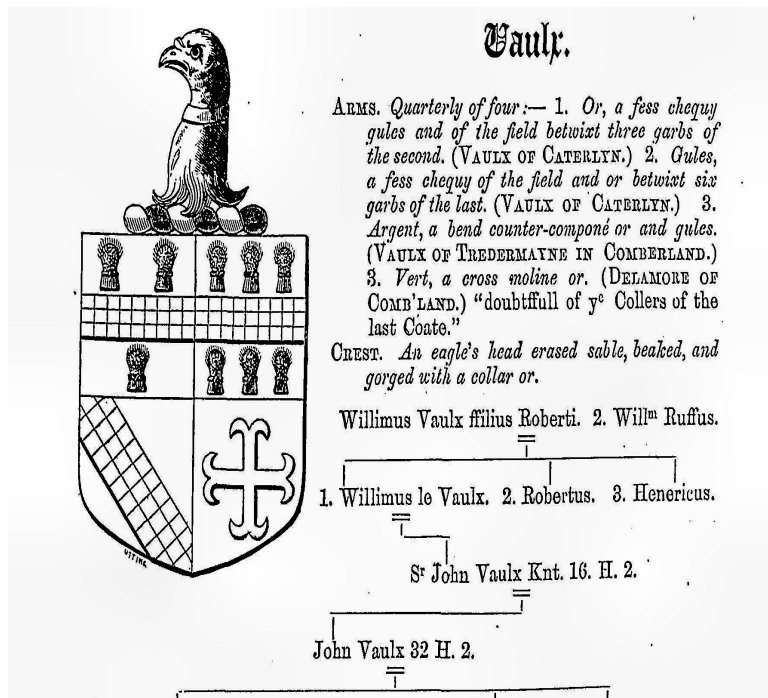 Vaulx.
ARMS. Quarterly of four:— 1. Or, a fess chequy
gules and of the field betwixt three garbs of
the second. (VAULX OF CATERLYN.) 2. Gules,
a fess chequy of the field and or betwixt six
garbs of the last. (VAULX OF CATERLYN.) 3.
Argent, a bend counter-componé or and gules.
(VAULX OF TREDERMAYNE IN COMBERLAND.)
3. Vert, a cross moline or. (DELAMORE OF
COMB'LAND.) "doubtffull of yᵉ Collers of the
last Coate."
CREST. An eagle's head erased sable, beaked, and
gorged with a collar or.
Willimus Vaulx ffilius Roberti. 2. Willᵐ Ruffus.
1. Willimus le Vaulx. 2. Robertus. 3. Henericus.
Sʳ John Vaulx Knt. 16. H. 2.
John Vaulx 32 H. 2.
UTTING